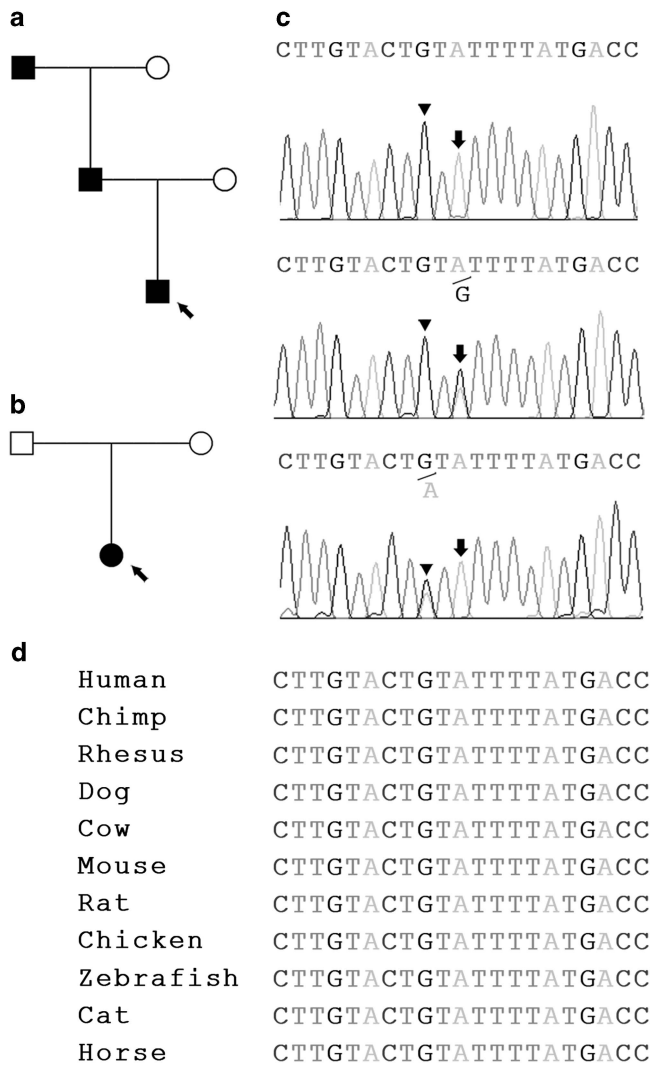 a
b
c
CTTGTACTGTATTTTATGACC
CTTGTACTGTATTTTATGACC
G
CTTGTACTGTATTTTATGACC
A
d
Human CTTGTACTGTATTTTATGACC
Chimp CTTGTACTGTATTTTATGACC
Rhesus CTTGTACTGTATTTTATGACC
Dog CTTGTACTGTATTTTATGACC
Cow CTTGTACTGTATTTTATGACC
Mouse CTTGTACTGTATTTTATGACC
Rat CTTGTACTGTATTTTATGACC
Chicken CTTGTACTGTATTTTATGACC
Zebrafish CTTGTACTGTATTTTATGACC
Cat CTTGTACTGTATTTTATGACC
Horse CTTGTACTGTATTTTATGACC